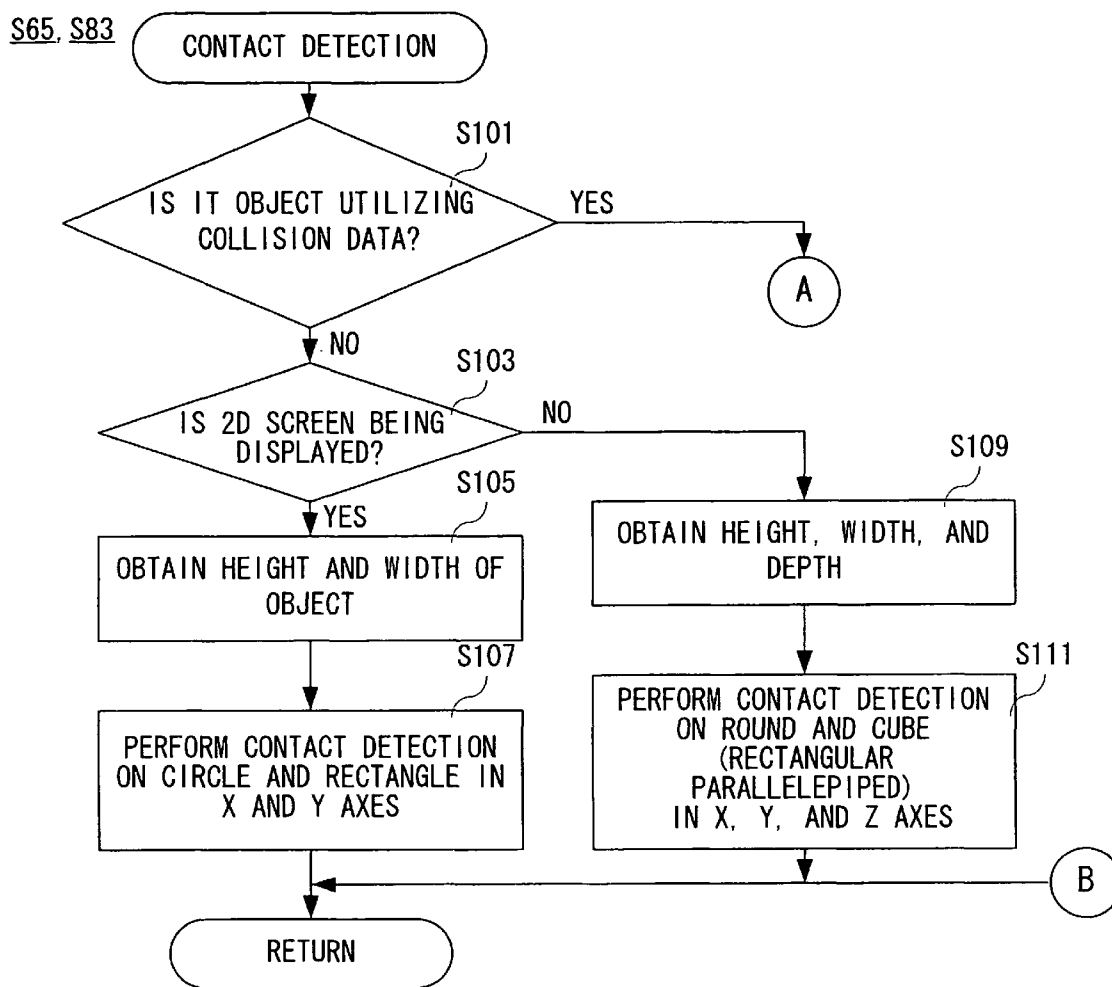 S65, S83
CONTACT DETECTION
S101
IS IT OBJECT UTILIZING
COLLISION DATA?
YES
A
NO
S103
IS 2D SCREEN BEING
DISPLAYED?
NO
S109
S105
YES
OBTAIN HEIGHT AND WIDTH OF
OBJECT
OBTAIN HEIGHT, WIDTH, AND
DEPTH
S107
PERFORM CONTACT DETECTION
ON CIRCLE AND RECTANGLE IN
X AND Y AXES
S111
PERFORM CONTACT DETECTION
ON ROUND AND CUBE
(RECTANGULAR
PARALLELEPIPED)
IN X, Y, AND Z AXES
B
RETURN